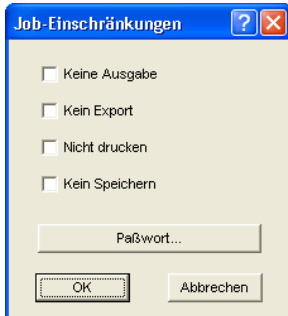 Job-Einschränkungen
Keine Ausgabe
Kein Export
Nicht drucken
Kein Speichern
Paßwort...
OK
Abbrechen